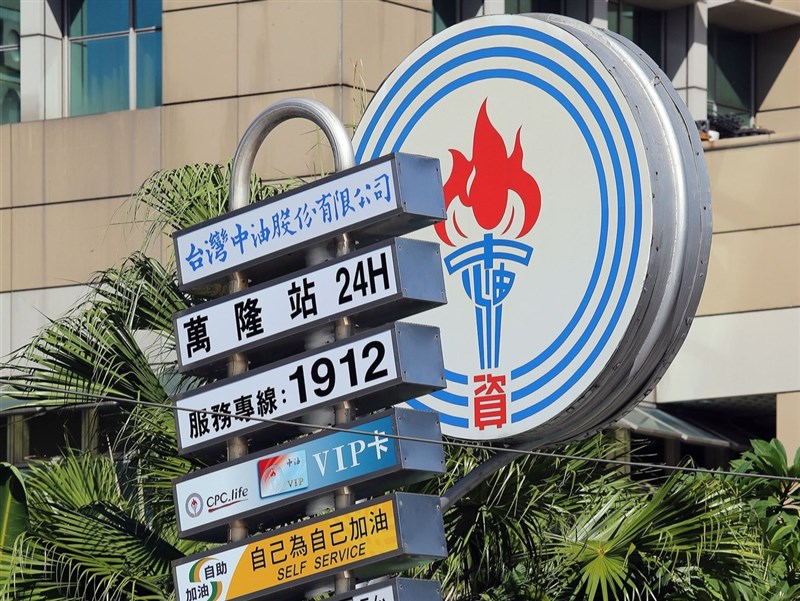 台灣中油股份有限公司
萬隆站 24H
服務專線:1912
CPC.life
中油
VIP
VIP卡
自助
加油
自己為自己加油
SELF SERVICE
中油
資